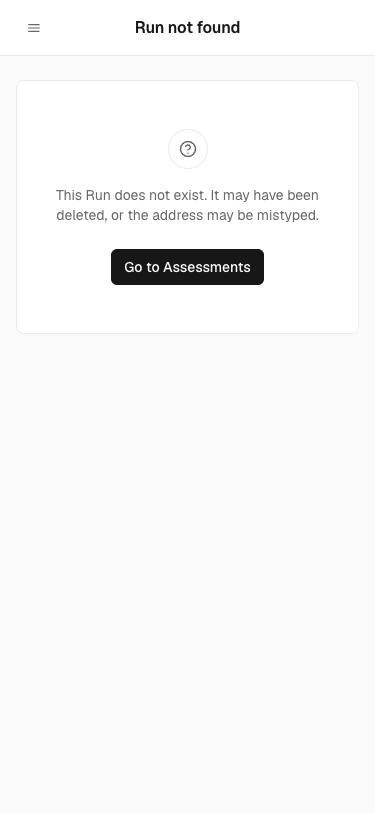 Run not found
This Run does not exist. It may have been
deleted, or the address may be mistyped.
Go to Assessments